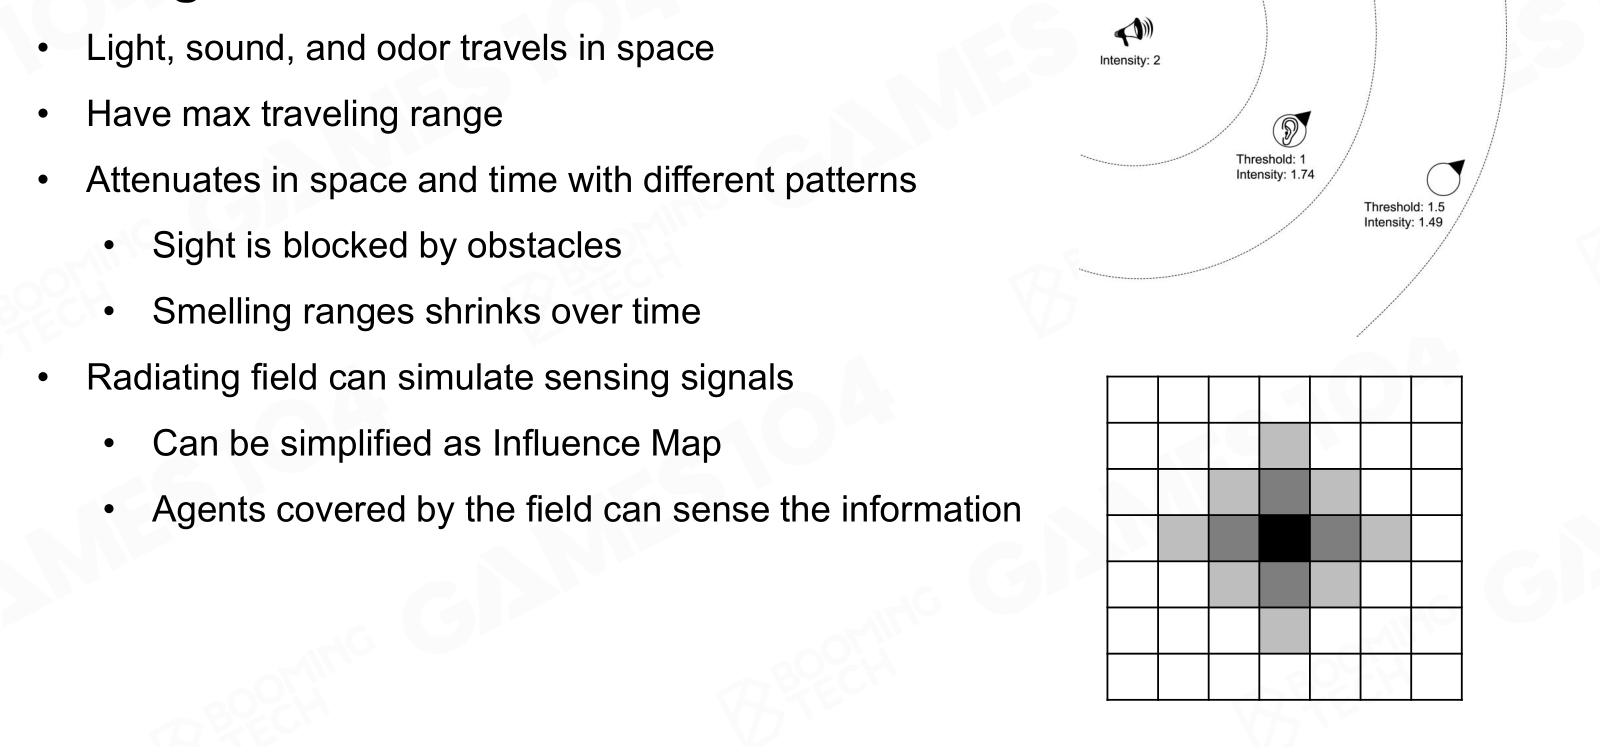 Light, sound, and odor travels in space
Have max traveling range
Attenuates in space and time with different patterns
Sight is blocked by obstacles
Smelling ranges shrinks over time
Radiating field can simulate sensing signals
Can be simplified as Influence Map
Agents covered by the field can sense the information
Intensity: 2
Threshold: 1
Intensity: 1.74
Threshold: 1.5
Intensity: 1.49
GAMES104
BOOMING
TECH